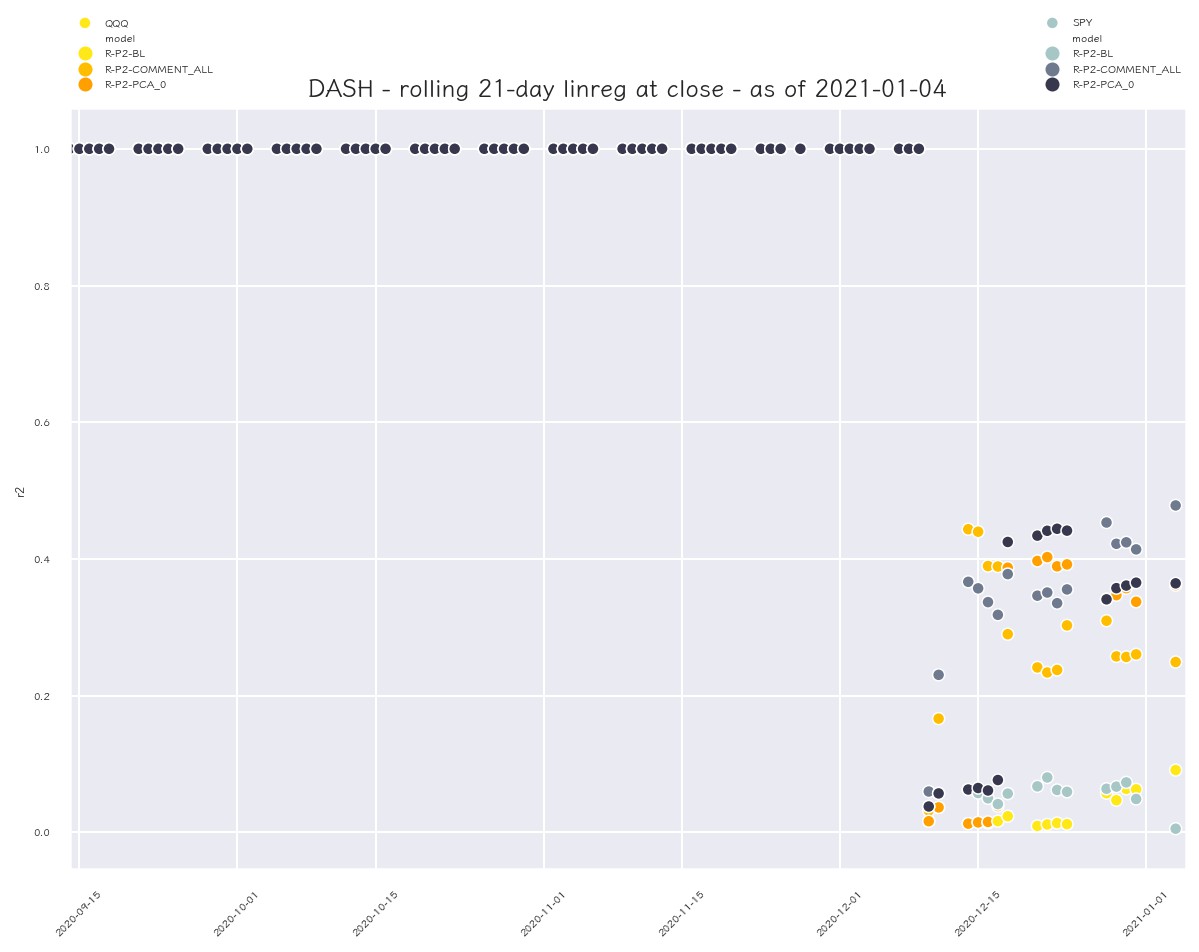 QQQ
model
R-P2-BL
R-P2-COMMENT_ALL
R-P2-PCA_0
SPY
model
R-P2-BL
R-P2-COMMENT_ALL
R-P2-PCA_0
DASH - rolling 21-day linreg at close - as of 2021-01-04
1.0
0.8
0.6
0.4
0.2
0.0
r2
2020-09-15
2020-10-01
2020-10-15
2020-11-01
2020-11-15
2020-12-01
2020-12-15
2021-01-01